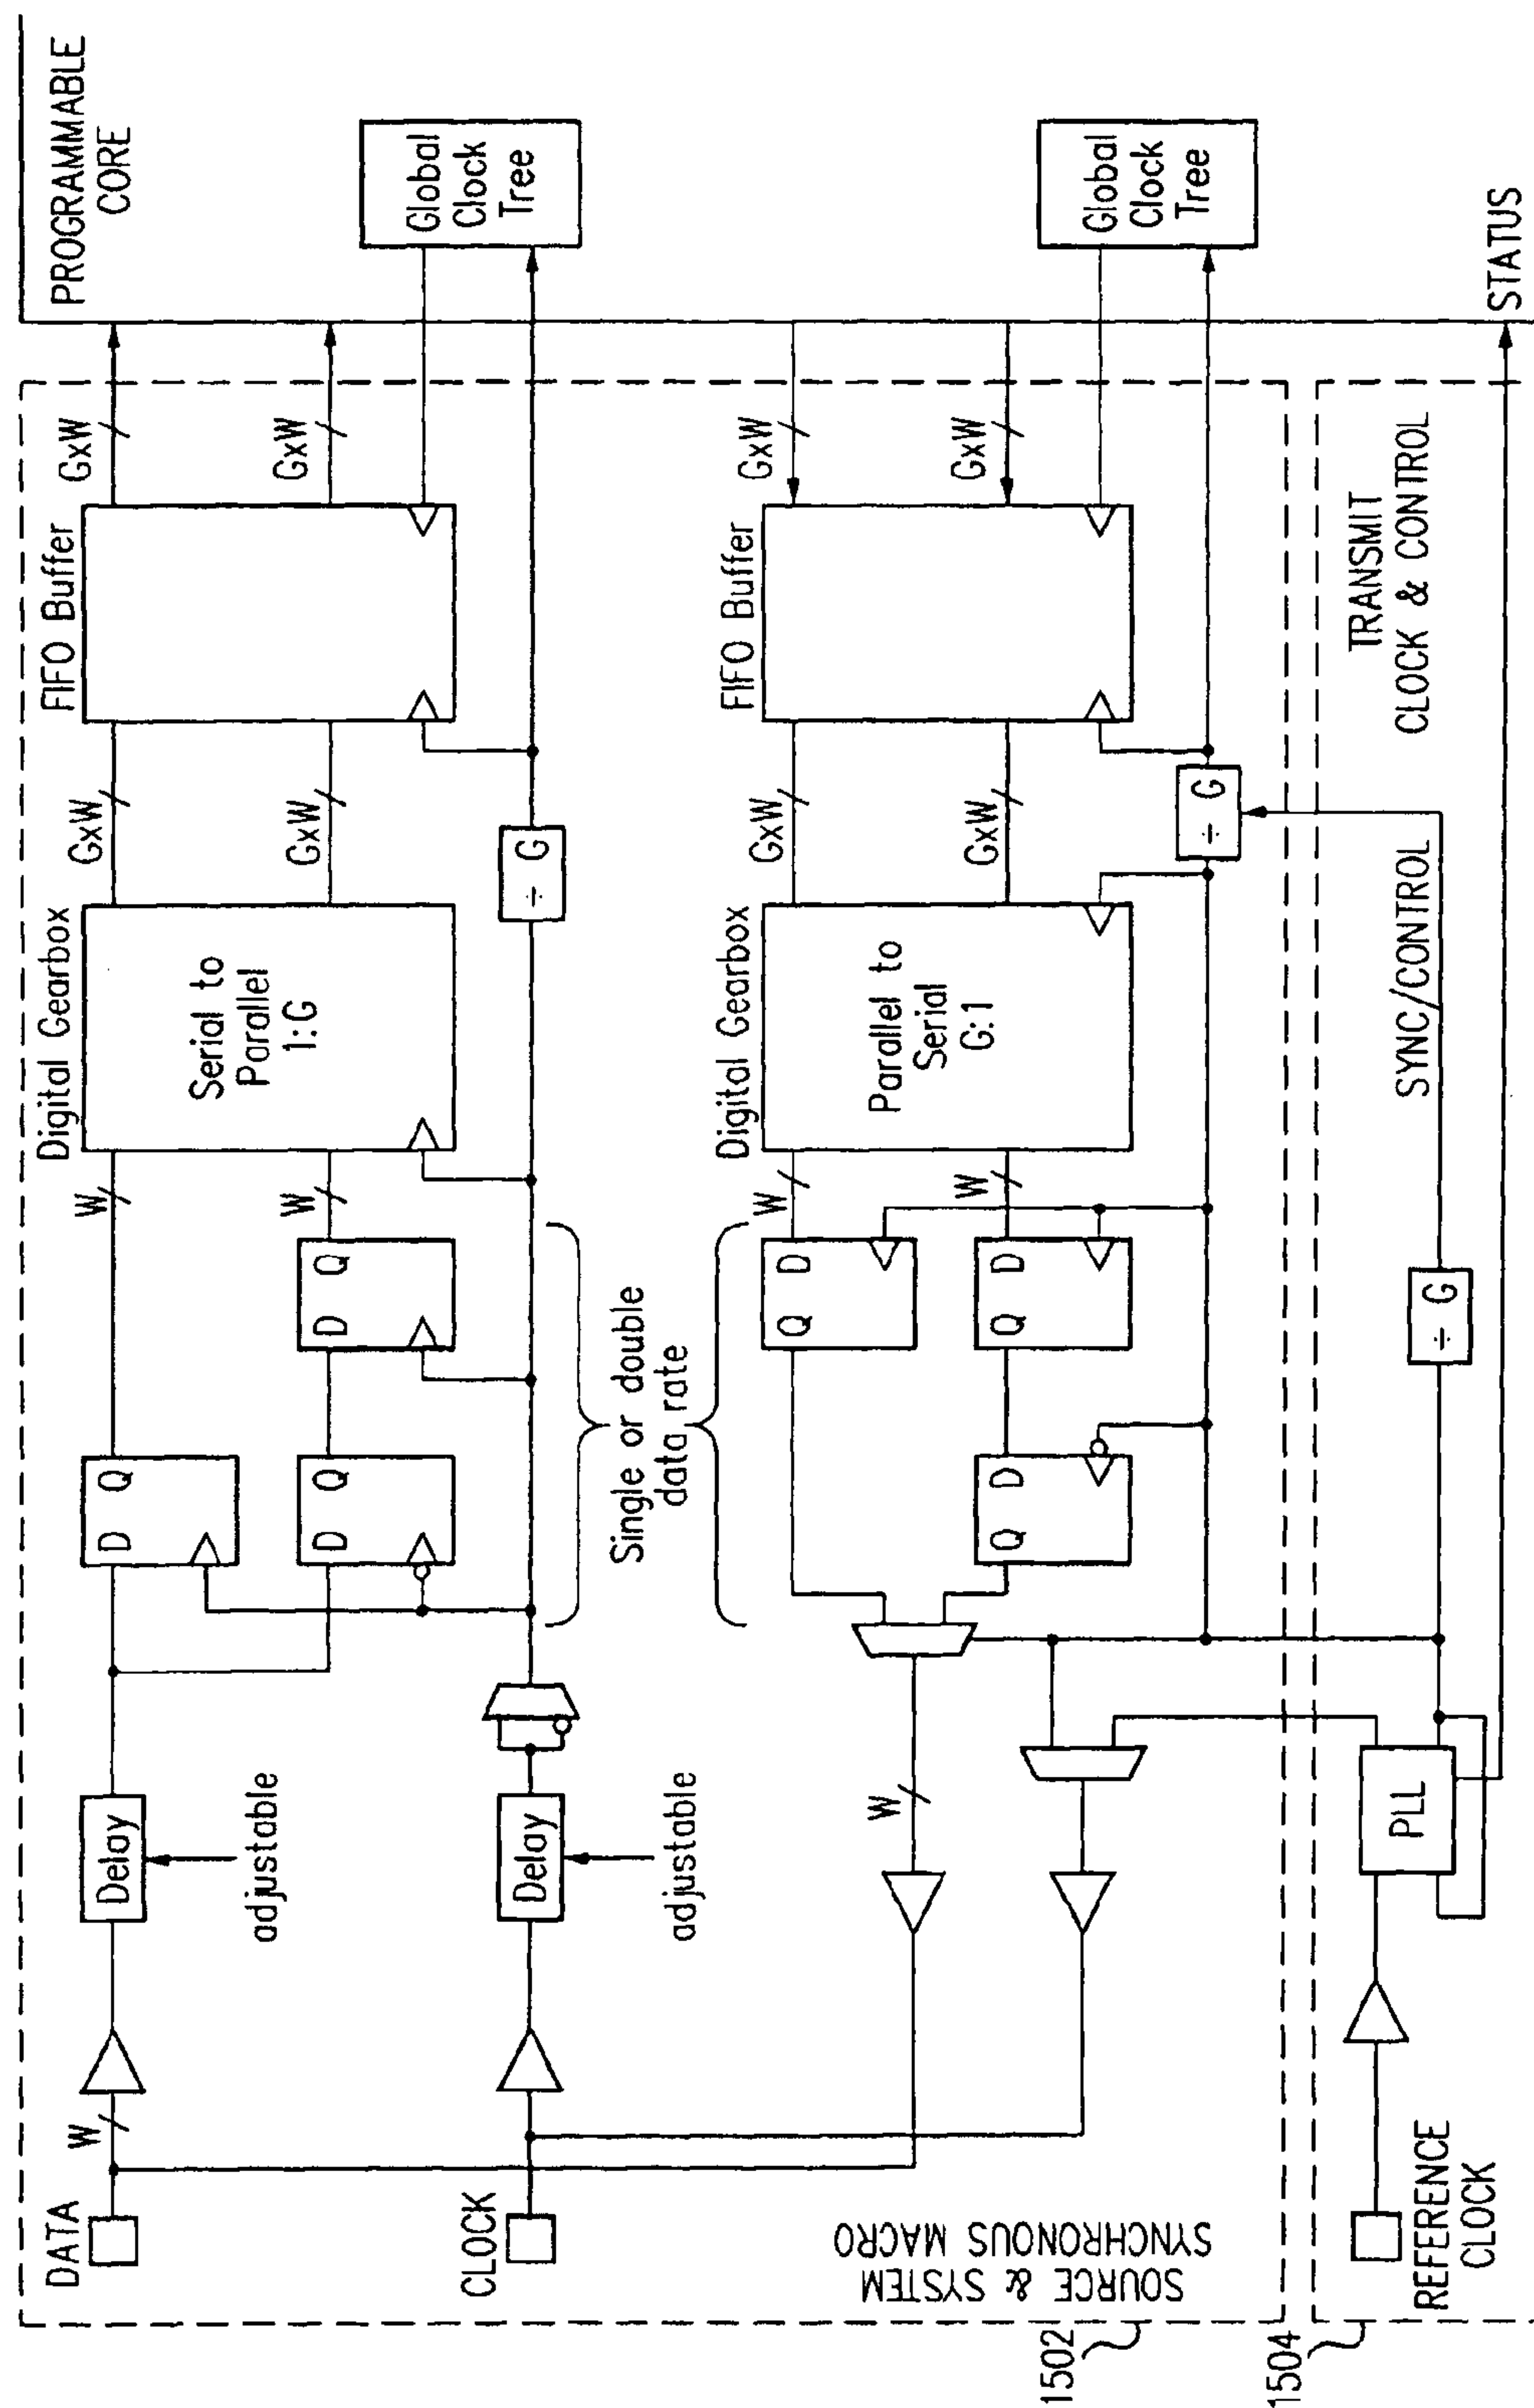 PROGRAMMABLE
CORE
DATA
W
Delay
adjustable
D Q
D Q
D Q
W
W
Digital Gearbox
Serial to
Parallel
1:G
GxW
GxW
FIFO Buffer
GxW
GxW
Global
Clock
Tree
CLOCK
Delay
adjustable
÷ G
Single or double
data rate
W
Q D
Q D
Q D
W
W
Digital Gearbox
Parallel to
Serial
G:1
GxW
GxW
FIFO Buffer
GxW
GxW
Global
Clock
Tree
÷ G
SOURCE & SYSTEM
SYNCHRONOUS MACRO
1502
1504
REFERENCE
CLOCK
PLL
÷ G
SYNC/CONTROL
TRANSMIT
CLOCK & CONTROL
STATUS